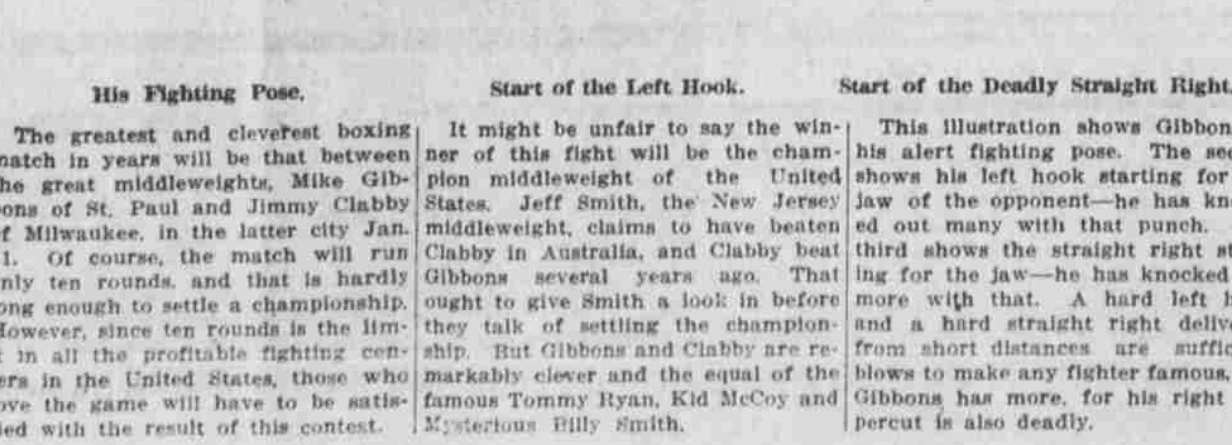 His Fighting Pose.
The greatest and cleverest boxing
match in years will be that between
he great middleweights, Mike Gib-
ons of St. Paul and Jimmy Clabby
f Milwaukee, in the latter city Jan.
1. Of course, the match will run
nly ten rounds, and that is hardly
ong enough to settle a championship.
However, since ten rounds is the lim-
t in all the profitable fighting cen-
ers in the United States, those who
ove the game will have to be satis-
ied with the result of this contest.
Start of the Left Hook.
It might be unfair to say the win-
ner of this fight will be the cham-
pion middleweight of the United
States. Jeff Smith, the New Jersey
middleweight, claims to have beaten
Clabby in Australia, and Clabby beat
Gibbons several years ago. That
ought to give Smith a look in before
they talk of settling the champion-
ship. But Gibbons and Clabby are re-
markably clever and the equal of the
famous Tommy Ryan, Kid McCoy and
Mysterious Billy Smith.
Start of the Deadly Straight Right.
This illustration shows Gibbon
his alert fighting pose. The sec
shows his left hook starting for
jaw of the opponent—he has kn
ed out many with that punch.
third shows the straight right st
ing for the jaw—he has knocked
more with that. A hard left
and a hard straight right deliv
from short distances are suffic
blows to make any fighter famous.
Gibbons has more, for his right
percut is also deadly.